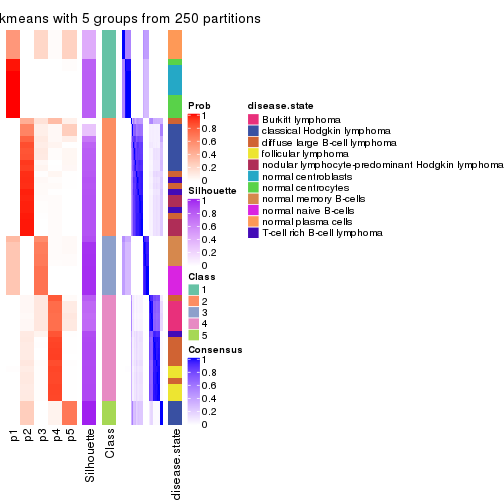 kmeans with 5 groups from 250 partitions
Prob
1
0.8
0.6
0.4
0.2
0
Silhouette
1
0.8
0.6
0.4
0.2
0
Class
1
2
3
4
5
Consensus
1
0.8
0.6
0.4
0.2
0
disease.state
Burkitt lymphoma
classical Hodgkin lymphoma
diffuse large B-cell lymphoma
follicular lymphoma
nodular lymphocyte-predominant Hodgkin lymphoma
normal centroblasts
normal centrocytes
normal memory B-cells
normal naive B-cells
normal plasma cells
T-cell rich B-cell lymphoma
p1
p2
p3
p4
p5
Silhouette
Class
disease.state